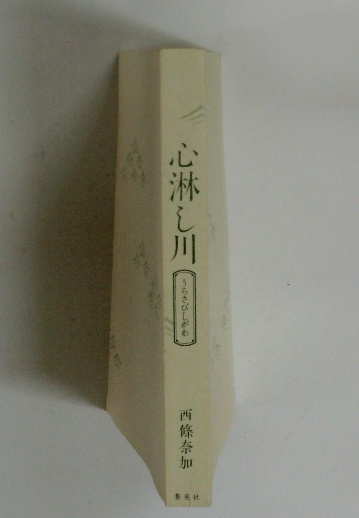 心淋し川
うらさびしがわ
西條奈加
集英社